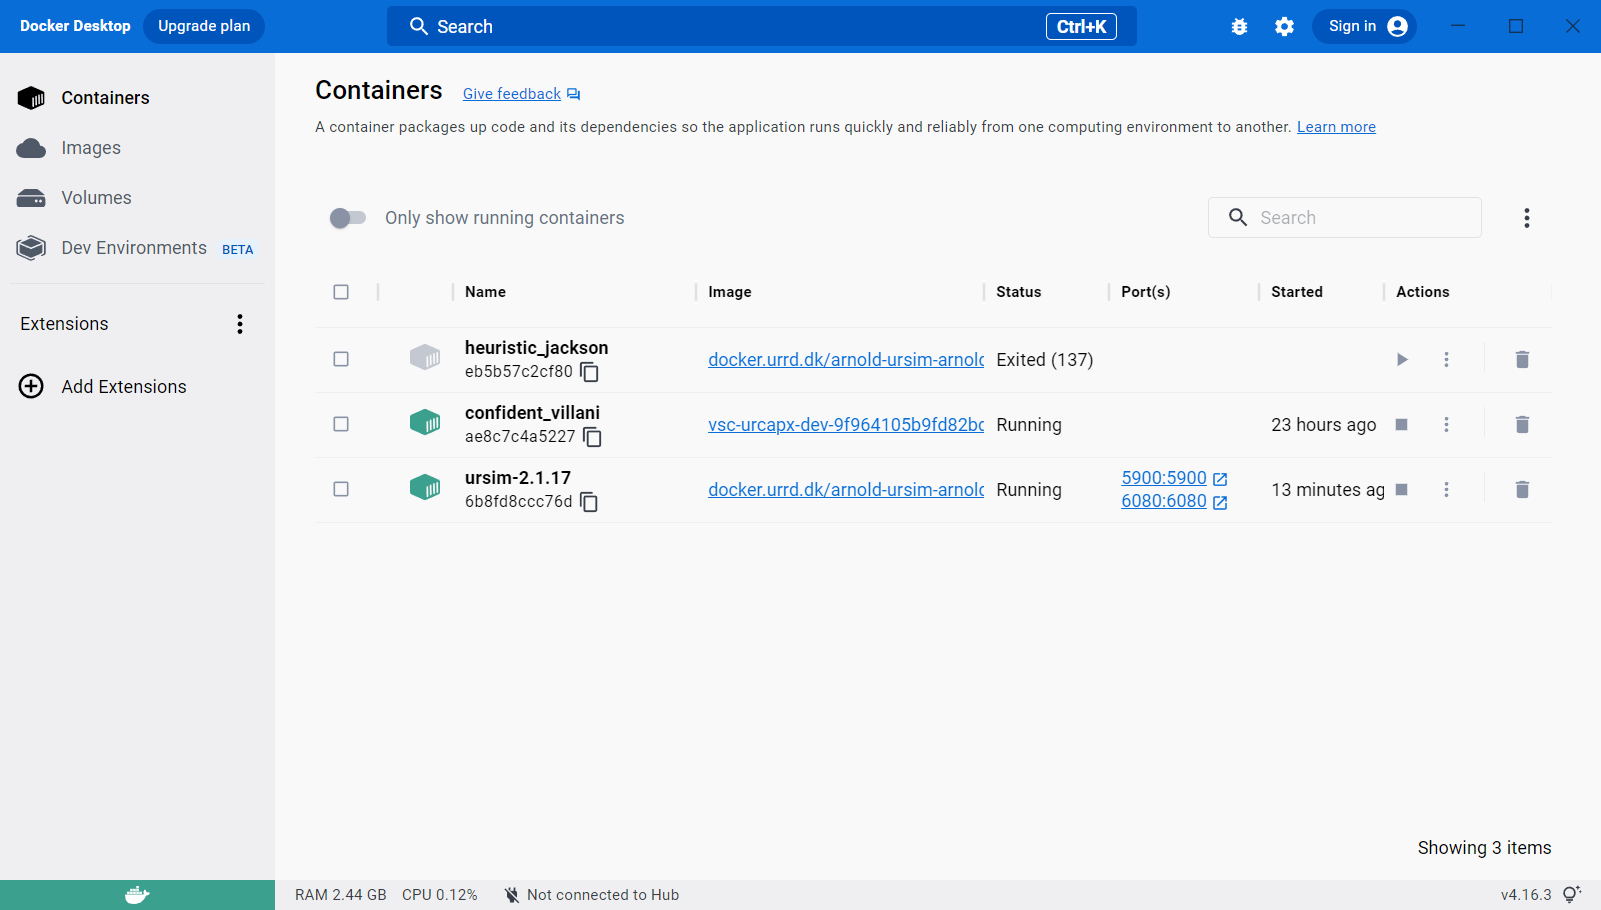 Docker Desktop Upgrade plan Search Ctrl+K Sign in
Containers
Images
Volumes
Dev Environments BETA
Extensions
Add Extensions
Containers Give feedback
A container packages up code and its dependencies so the application runs quickly and reliably from one computing environment to another. Learn more
Only show running containers Search
Name Image Status Port(s) Started Actions
heuristic_jackson
eb5b57c2cf80
docker.urrd.dk/arnold-ursim-arnolc Exited (137)
confident_villani
ae8c7c4a5227
vsc-urcapx-dev-9f964105b9fd82bc Running 23 hours ago
ursim-2.1.17
6b8fd8ccc76d
docker.urrd.dk/arnold-ursim-arnolc Running
5900:5900
6080:6080
13 minutes ag
Showing 3 items
RAM 2.44 GB CPU 0.12% Not connected to Hub v4.16.3